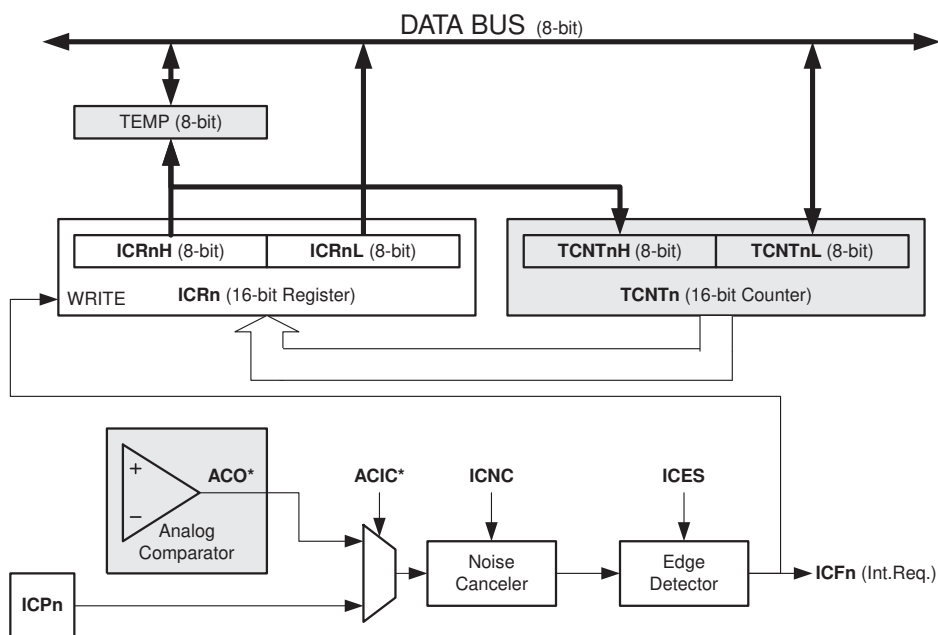 DATA BUS (8-bit)
TEMP (8-bit)
ICRnH (8-bit)
ICRnL (8-bit)
TCNTnH (8-bit)
TCNTnL (8-bit)
WRITE
ICRn (16-bit Register)
TCNTn (16-bit Counter)
+
−
ACO*
Analog
Comparator
ACIC*
ICNC
ICES
Noise
Canceler
Edge
Detector
ICFn (Int.Req.)
ICPn